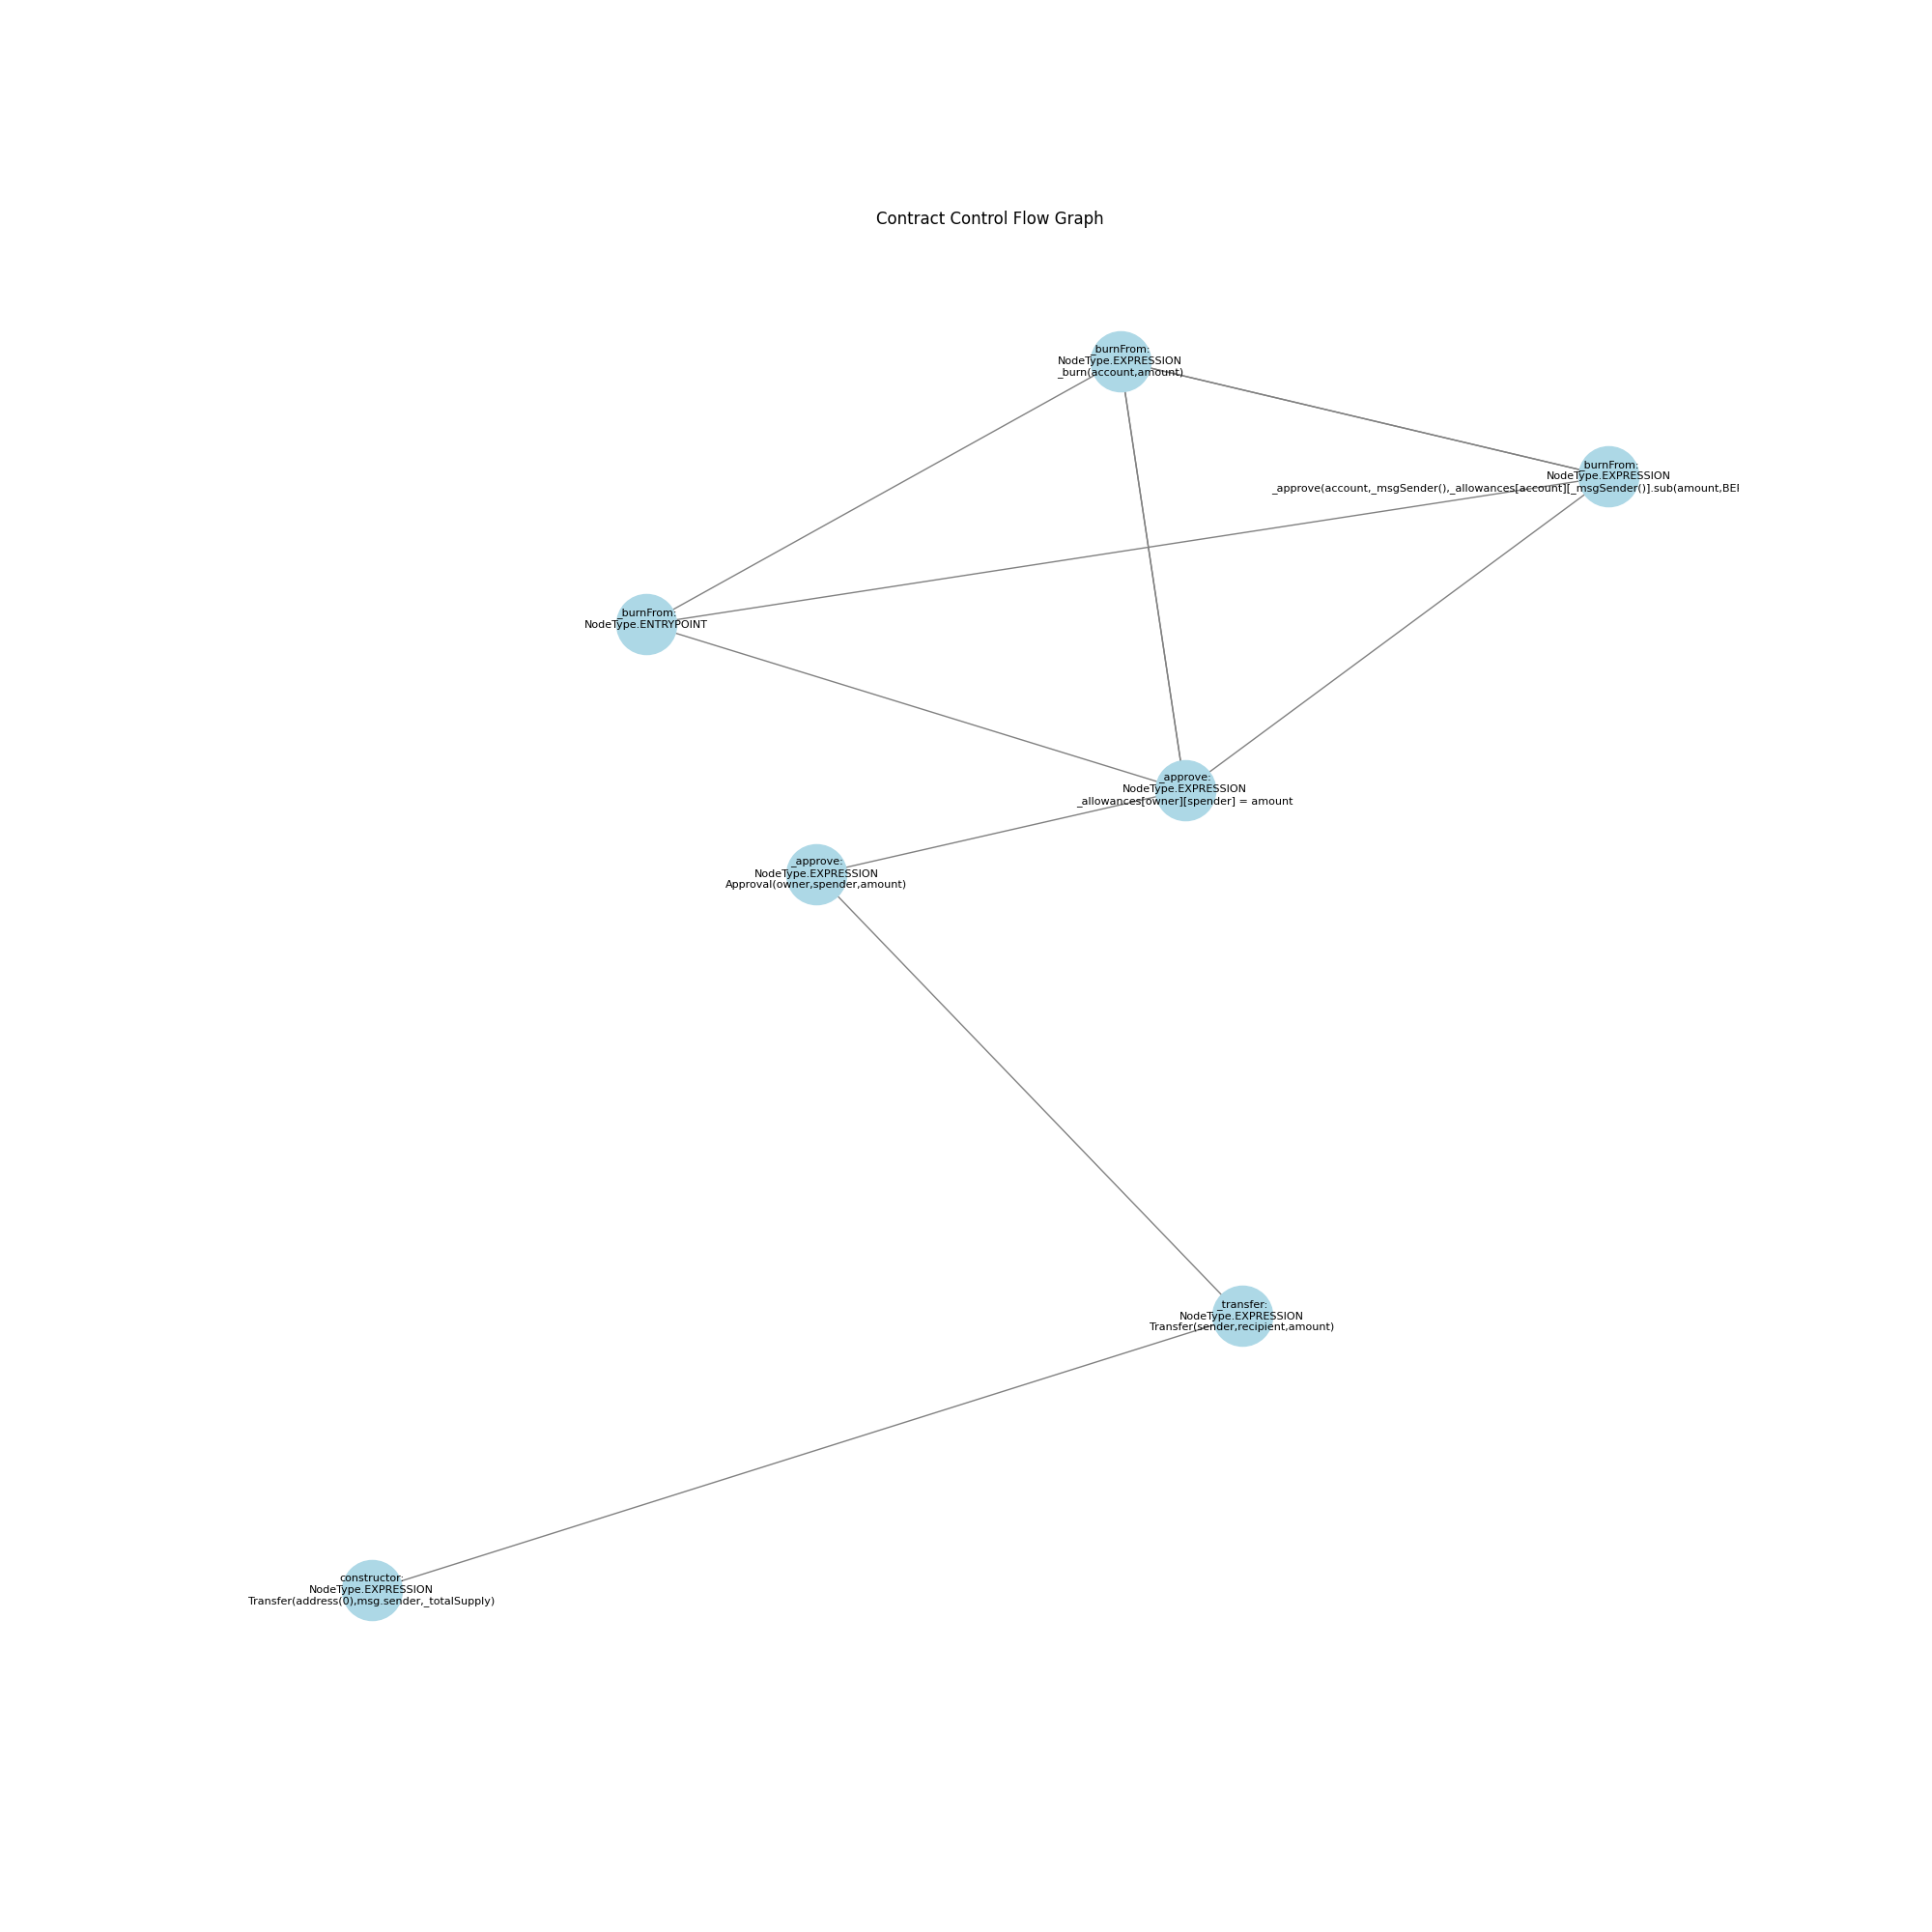 Contract Control Flow Graph
_burnFrom:
NodeType.EXPRESSION
_burn(account,amount)
_burnFrom:
NodeType.EXPRESSION
_approve(account,_msgSender(),_allowances[account][_msgSender()].sub(amount,BEI
_burnFrom:
NodeType.ENTRYPOINT
_approve:
NodeType.EXPRESSION
_allowances[owner][spender] = amount
_approve:
NodeType.EXPRESSION
Approval(owner,spender,amount)
_transfer:
NodeType.EXPRESSION
Transfer(sender,recipient,amount)
constructor:
NodeType.EXPRESSION
Transfer(address(0),msg.sender,_totalSupply)